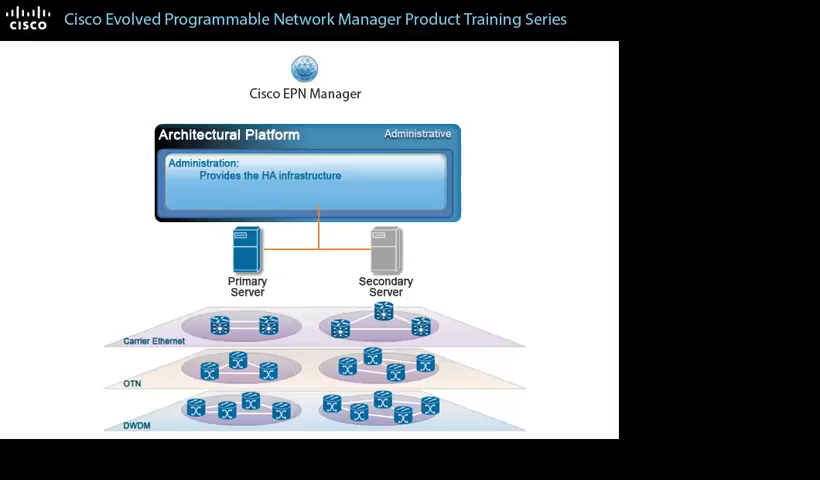 CISCO
Cisco Evolved Programmable Network Manager Product Training Series
Cisco EPN Manager
Architectural Platform
Administrative
Administration:
Provides the HA infrastructure
Primary
Server
Secondary
Server
Carrier Ethernet
OTN
DWDM